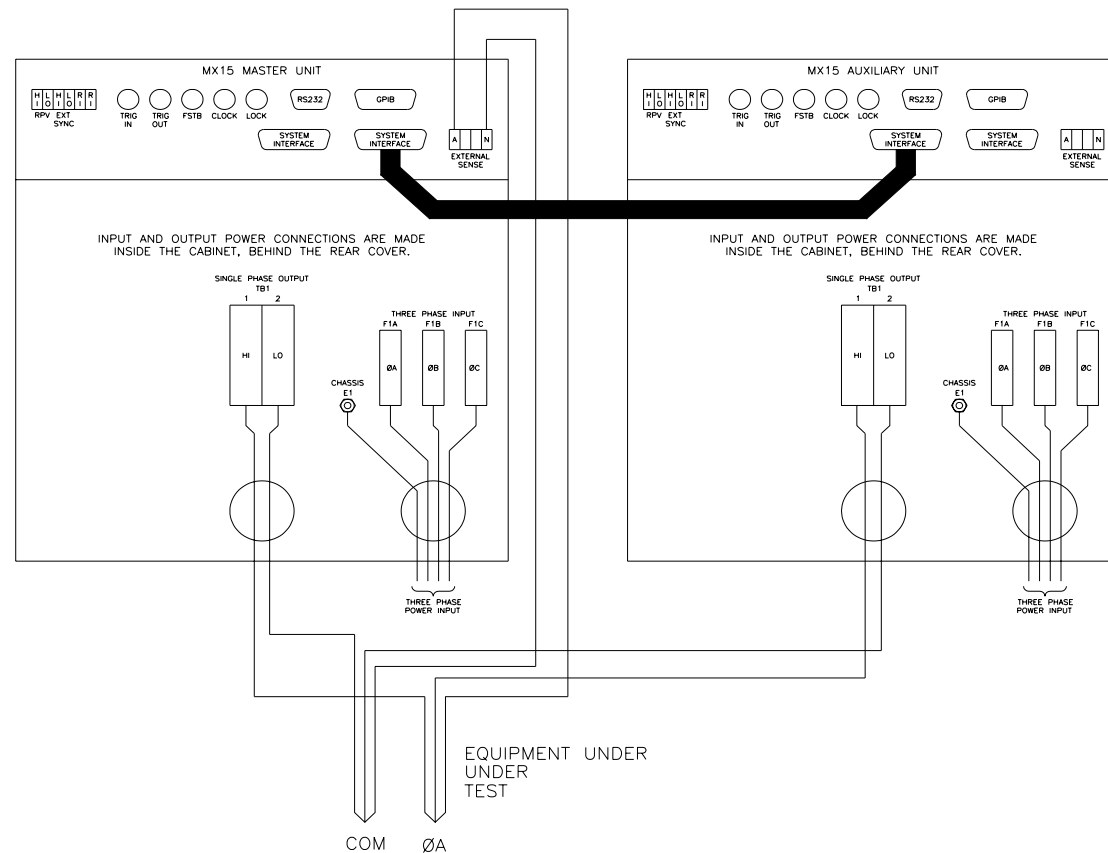 MX15 MASTER UNIT
H I L O H I L O R I R I
RPV EXT SYNC
TRIG IN
TRIG OUT
FSTB
CLOCK
LOCK
RS232
GPIB
SYSTEM INTERFACE
SYSTEM INTERFACE
A N
EXTERNAL SENSE
INPUT AND OUTPUT POWER CONNECTIONS ARE MADE
INSIDE THE CABINET, BEHIND THE REAR COVER.
SINGLE PHASE OUTPUT
TB1
1 2
HI LO
THREE PHASE INPUT
F1A F1B F1C
ØA ØB ØC
CHASSIS
E1
THREE PHASE
POWER INPUT
MX15 AUXILIARY UNIT
H I L O H I L O R I R I
RPV EXT SYNC
TRIG IN
TRIG OUT
FSTB
CLOCK
LOCK
RS232
GPIB
SYSTEM INTERFACE
SYSTEM INTERFACE
A N
EXTERNAL SENSE
INPUT AND OUTPUT POWER CONNECTIONS ARE MADE
INSIDE THE CABINET, BEHIND THE REAR COVER.
SINGLE PHASE OUTPUT
TB1
1 2
HI LO
THREE PHASE INPUT
F1A F1B F1C
ØA ØB ØC
CHASSIS
E1
THREE PHASE
POWER INPUT
EQUIPMENT UNDER
UNDER
TEST
COM ØA